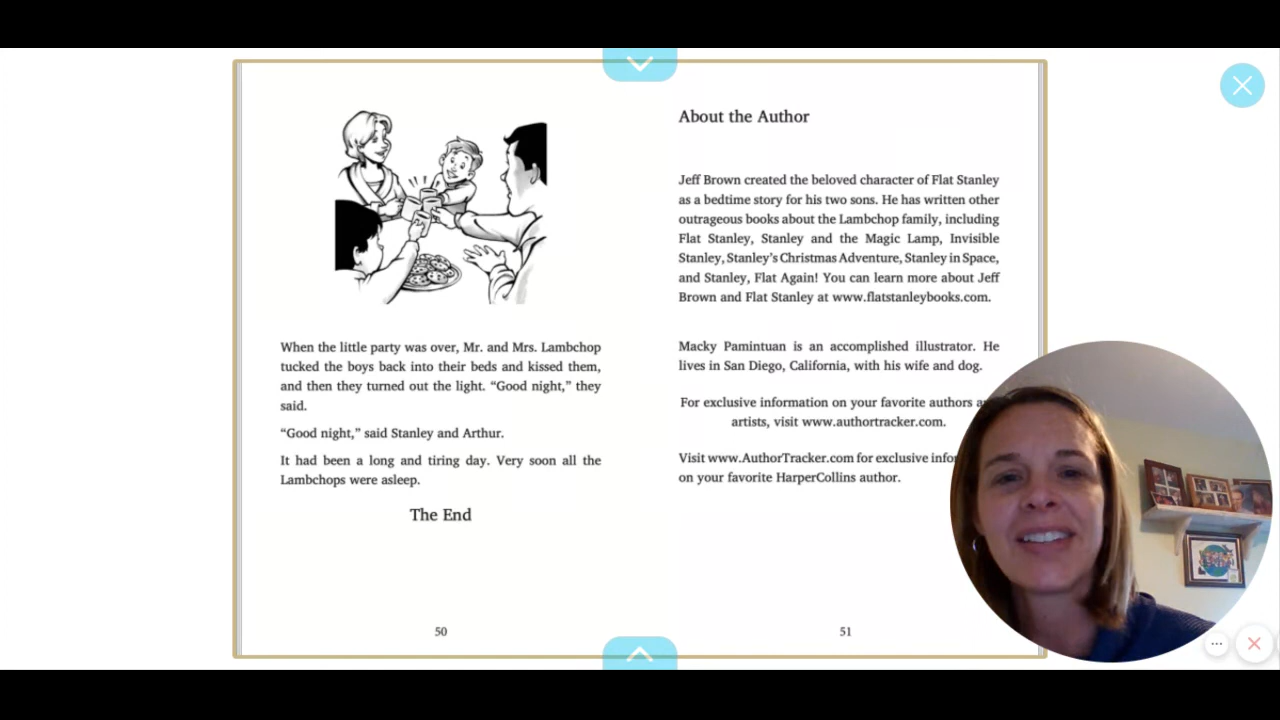 When the little party was over, Mr. and Mrs. Lambchop
tucked the boys back into their beds and kissed them,
and then they turned out the light. “Good night,” they
said.
“Good night,” said Stanley and Arthur.
It had been a long and tiring day. Very soon all the
Lambchops were asleep.
The End
50
About the Author
Jeff Brown created the beloved character of Flat Stanley
as a bedtime story for his two sons. He has written other
outrageous books about the Lambchop family, including
Flat Stanley, Stanley and the Magic Lamp, Invisible
Stanley, Stanley’s Christmas Adventure, Stanley in Space,
and Stanley, Flat Again! You can learn more about Jeff
Brown and Flat Stanley at www.flatstanleybooks.com.
Macky Pamintuan is an accomplished illustrator. He
lives in San Diego, California, with his wife and dog.
For exclusive information on your favorite authors
artists, visit www.authortracker.com.
Visit www.AuthorTracker.com for exclusive
on your favorite HarperCollins author.
51